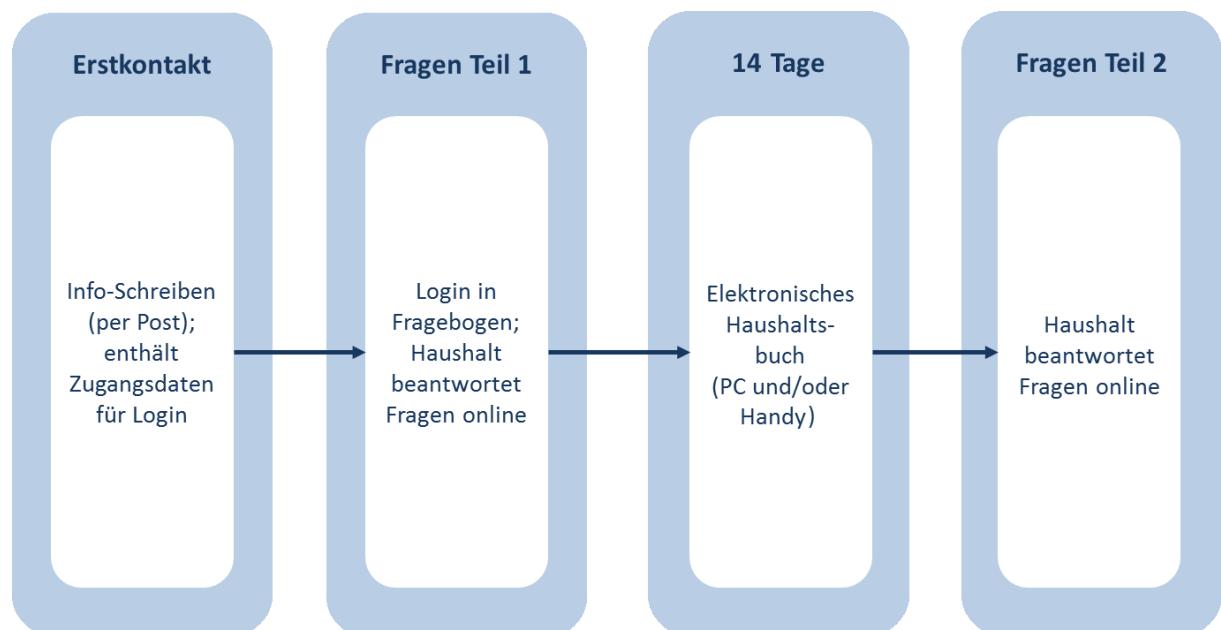 Erstkontakt
Info-Schreiben
(per Post);
enthält
Zugangsdaten
für Login
Fragen Teil 1
Login in
Fragebogen;
Haushalt
beantwortet
Fragen online
14 Tage
Elektronisches
Haushalts-
buch
(PC und/oder
Handy)
Fragen Teil 2
Haushalt
beantwortet
Fragen online